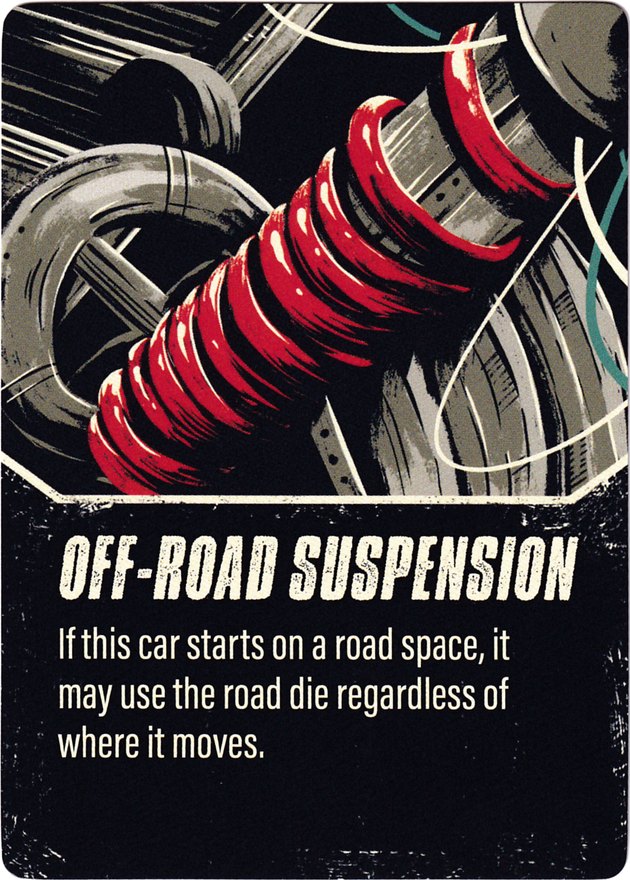 OFF-ROAD SUSPENSION
If this car starts on a road space, it
may use the road die regardless of
where it moves.